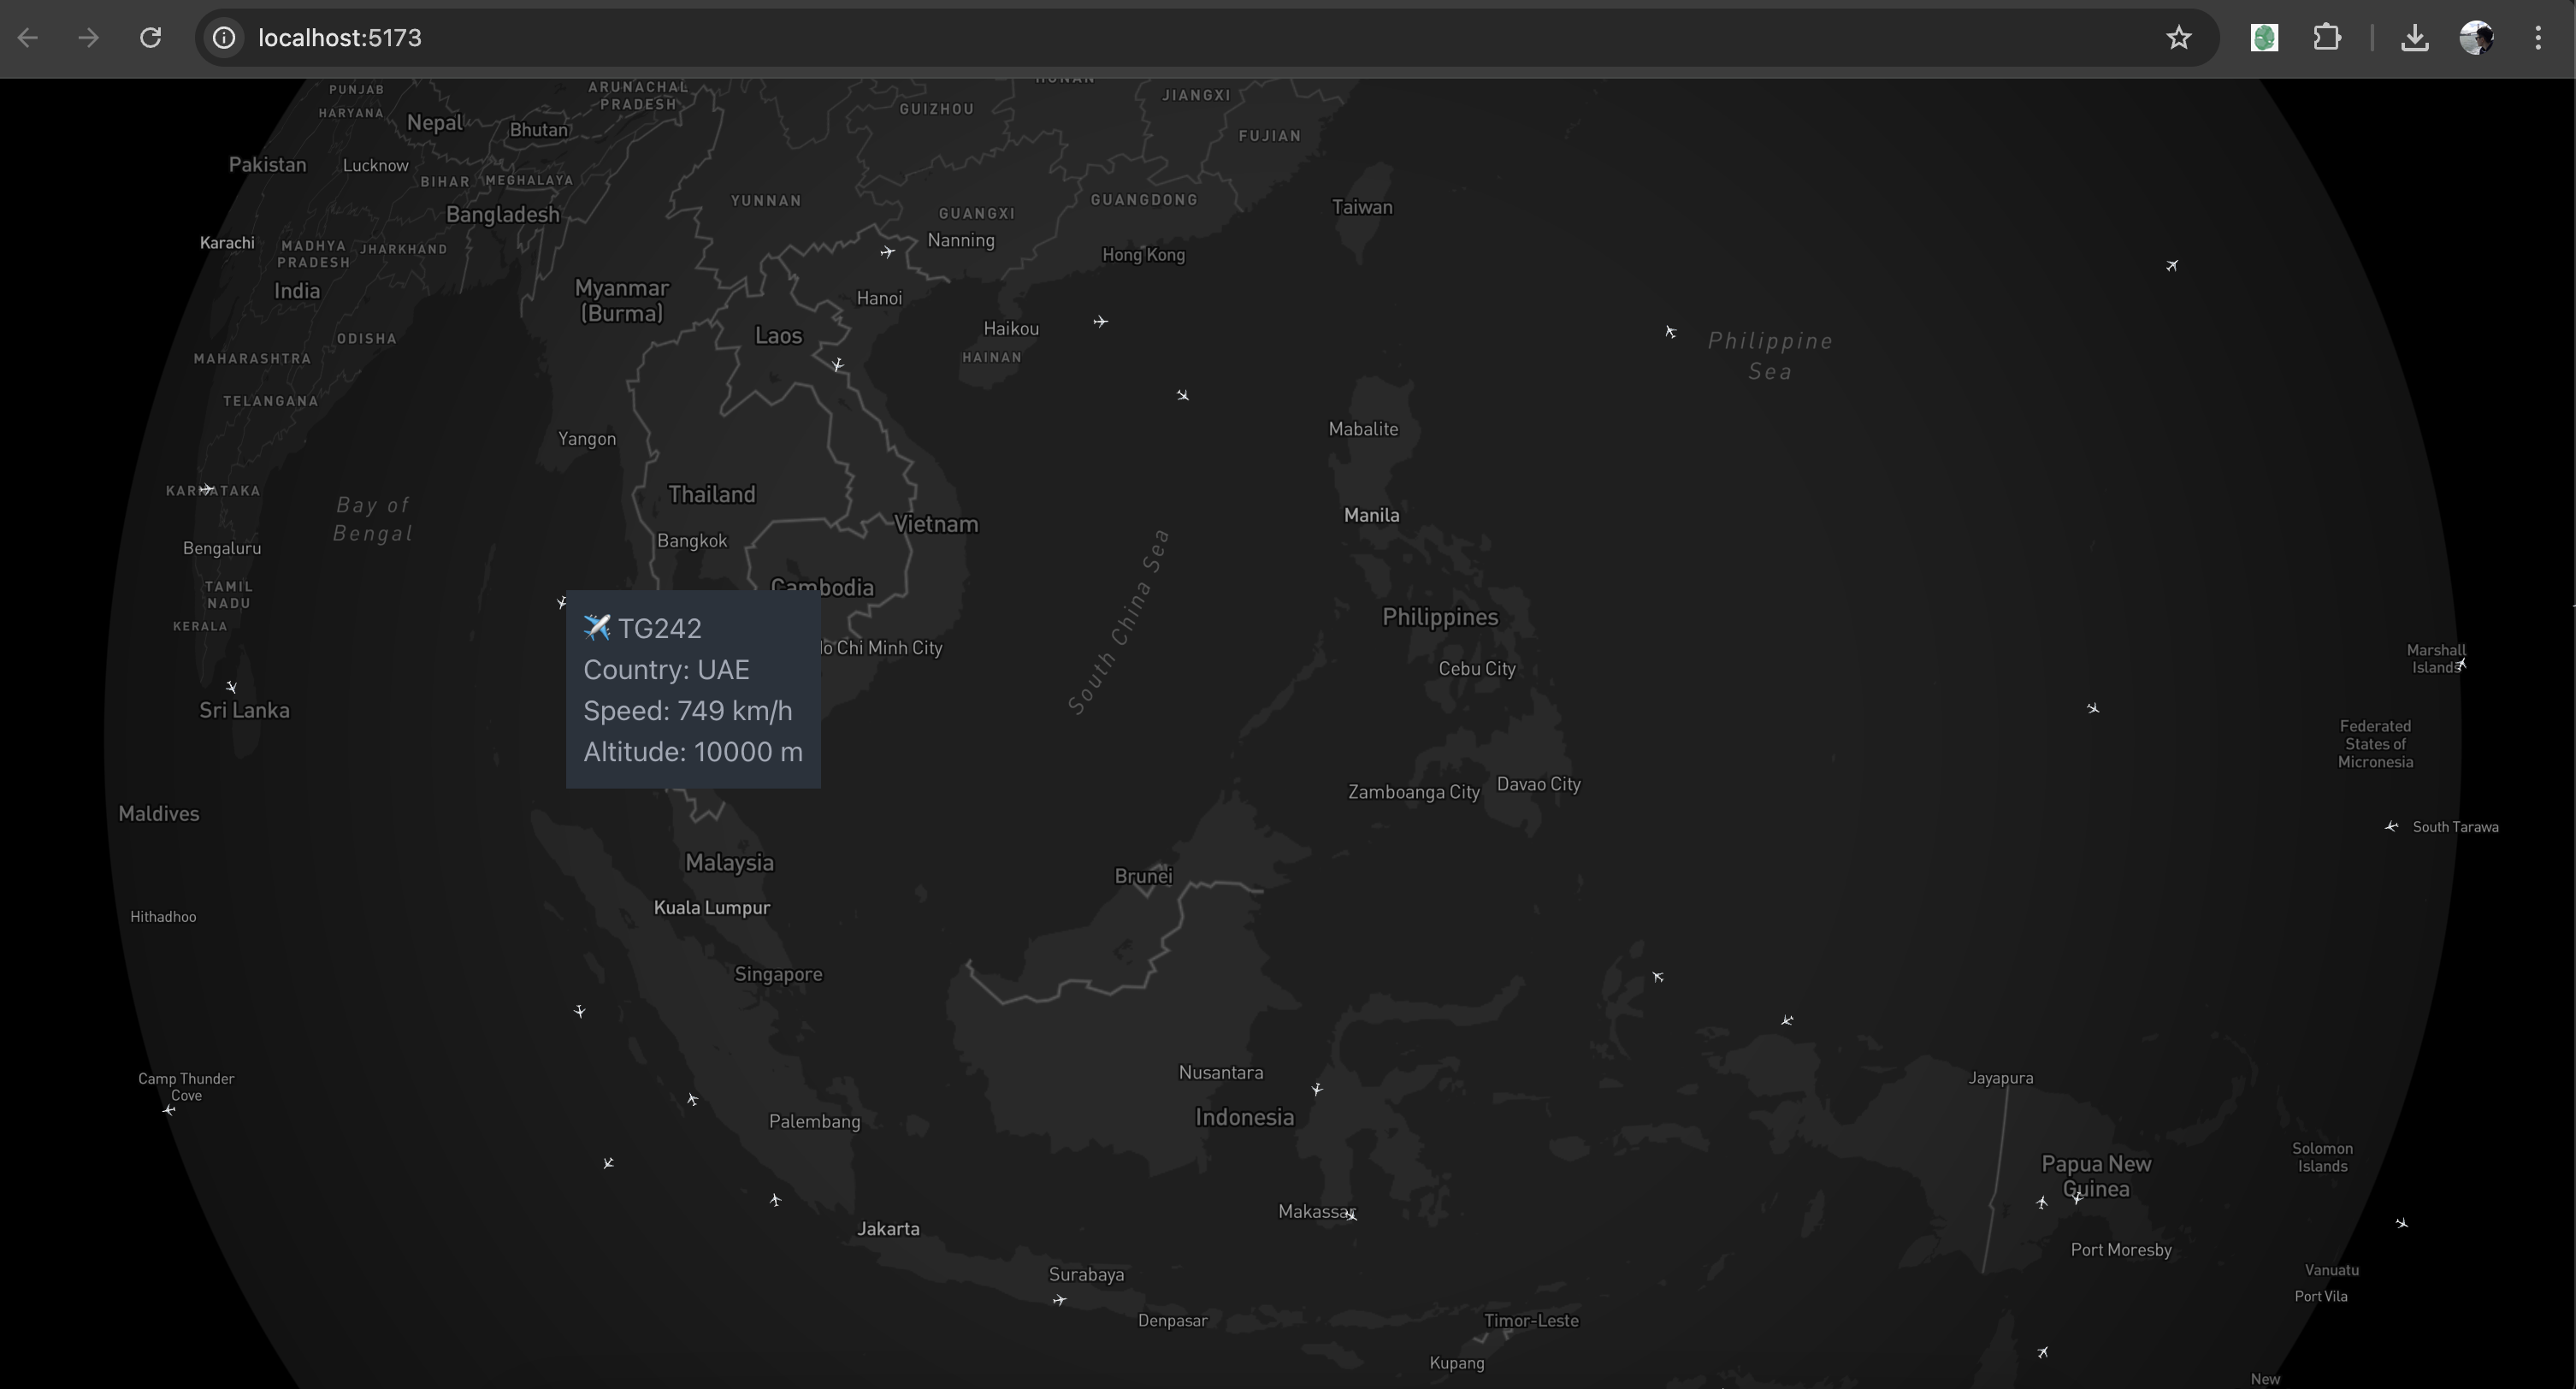 localhost:5173
PUNJAB
HARYANA
Nepal
Bhutan
ARUNACHAL
PRADESH
HUNAN
JIANGXI
GUIZHOU
FUJIAN
Pakistan
Lucknow
BIHAR
MEGHALAYA
Bangladesh
YUNNAN
GUANGXI
GUANGDONG
Taiwan
Karachi
MADHYA
PRADESH
JHARKHAND
Nanning
Hong Kong
India
Myanmar
(Burma)
Hanoi
ODISHA
Laos
Haikou
HAINAN
Philippine
Sea
MAHARASHTRA
TELANGANA
Yangon
Mabalite
KARNATAKA
Bay of
Bengal
Thailand
Vietnam
Manila
Bengaluru
Bangkok
South China Sea
TAMIL
NADU
Cambodia
KERALA
Philippines
✈️ TG242
Country: UAE
Speed: 749 km/h
Altitude: 10000 m
Ho Chi Minh City
Cebu City
Marshall
Islands
Sri Lanka
Federated
States of
Micronesia
Zamboanga City
Davao City
Maldives
South Tarawa
Malaysia
Brunei
Kuala Lumpur
Hithadhoo
Singapore
Camp Thunder
Cove
Nusantara
Jayapura
Palembang
Indonesia
Solomon
Islands
Papua New
Guinea
Makassar
Jakarta
Port Moresby
Surabaya
Vanuatu
Port Vila
Denpasar
Timor-Leste
Kupang
New